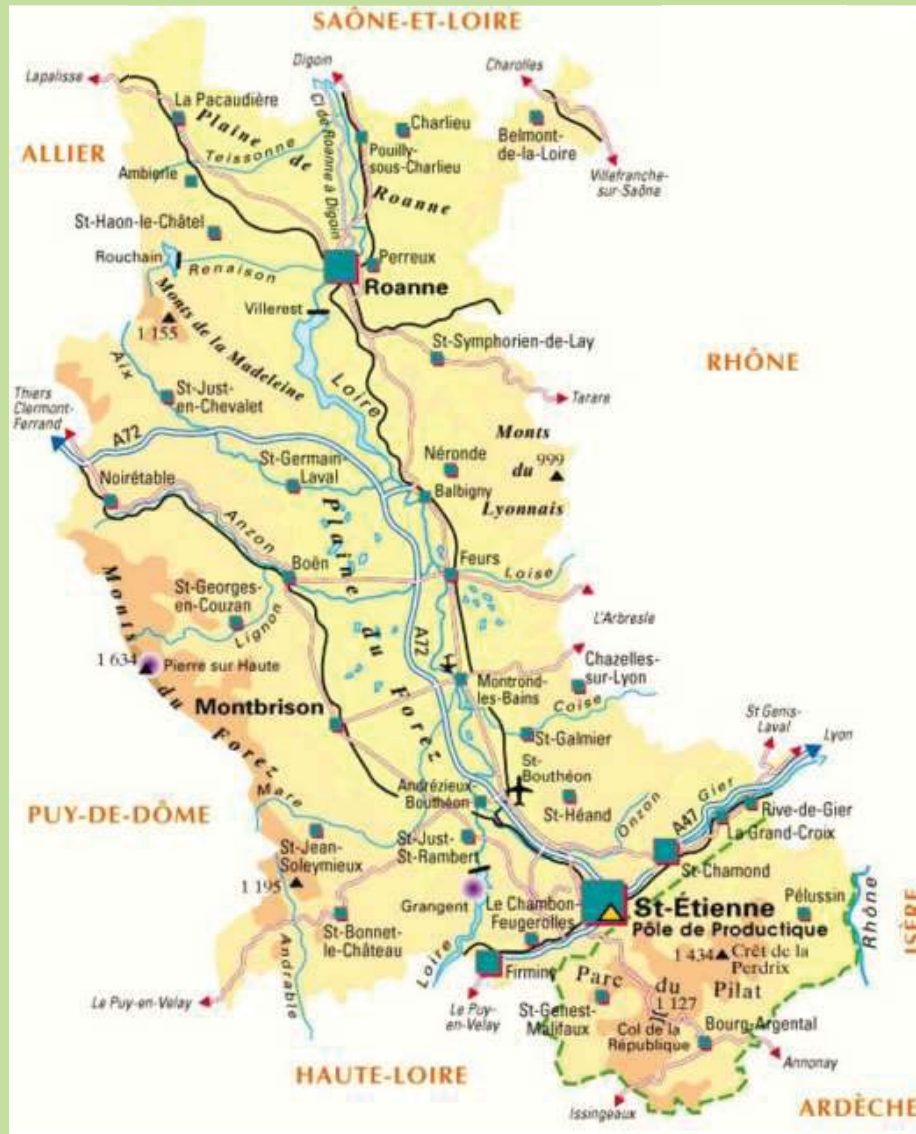 SAÔNE-ET-LOIRE
Digoin
Charolles
Lapalisse
La Pacaudière
Plaine de Roanne
Charlieu
Belmont-
de-la-Loire
ALLIER
Teissonne
Cl de Roanne à Digoin
Pouilly-
sous-Charlieu
Villefranche-
sur-Saône
Ambierle
St-Haon-le-Châtel
Rouchain
Renaison
Perreux
Roanne
Villerest
Monts de la Madeleine
1 155
St-Symphorien-de-Lay
RHÔNE
Aix
Loire
Tarare
St-Just-
en-Chevalet
Thiers
Clermont-
Ferrand
A72
Monts
du
Lyonnais
999
Néronde
St-Germain-
Laval
Noirétable
Balbigny
Anzon
Plaine du Forez
Boën
Feurs
Loise
St-Georges-
en-Couzan
Lignon
A72
L'Arbresle
Monts du Forez
1 634
Pierre sur Haute
Chazelles-
sur-Lyon
Montrond-
les-Bains
Coise
Montbrison
St-Galmier
St Genis-
Laval
Lyon
St-
Bouthéon
Andrézieux-
Bouthéon
St-Héand
Onzon
A47
Gier
Rive-de-Gier
La Grand-Croix
PUY-DE-DÔME
Mare
St-Jean-
Soleymieux
St-Just-
St-Rambert
St-Chamond
1 195
Grangent
Le Chambon-
Feugerolles
St-Étienne
Pôle de Productique
Pélussin
Rhône
ISÈRE
St-Bonnet-
le-Château
Andrable
Loire
Firminy
1 434
Crêt de la
Perdrix
Parc du Pilat
Le Puy-en-Velay
Le Puy-
en-Velay
St-Genest-
Malifaux
1 127
Col de la
République
Bourg-Argental
Annonay
HAUTE-LOIRE
Issingeaux
ARDÈCHE